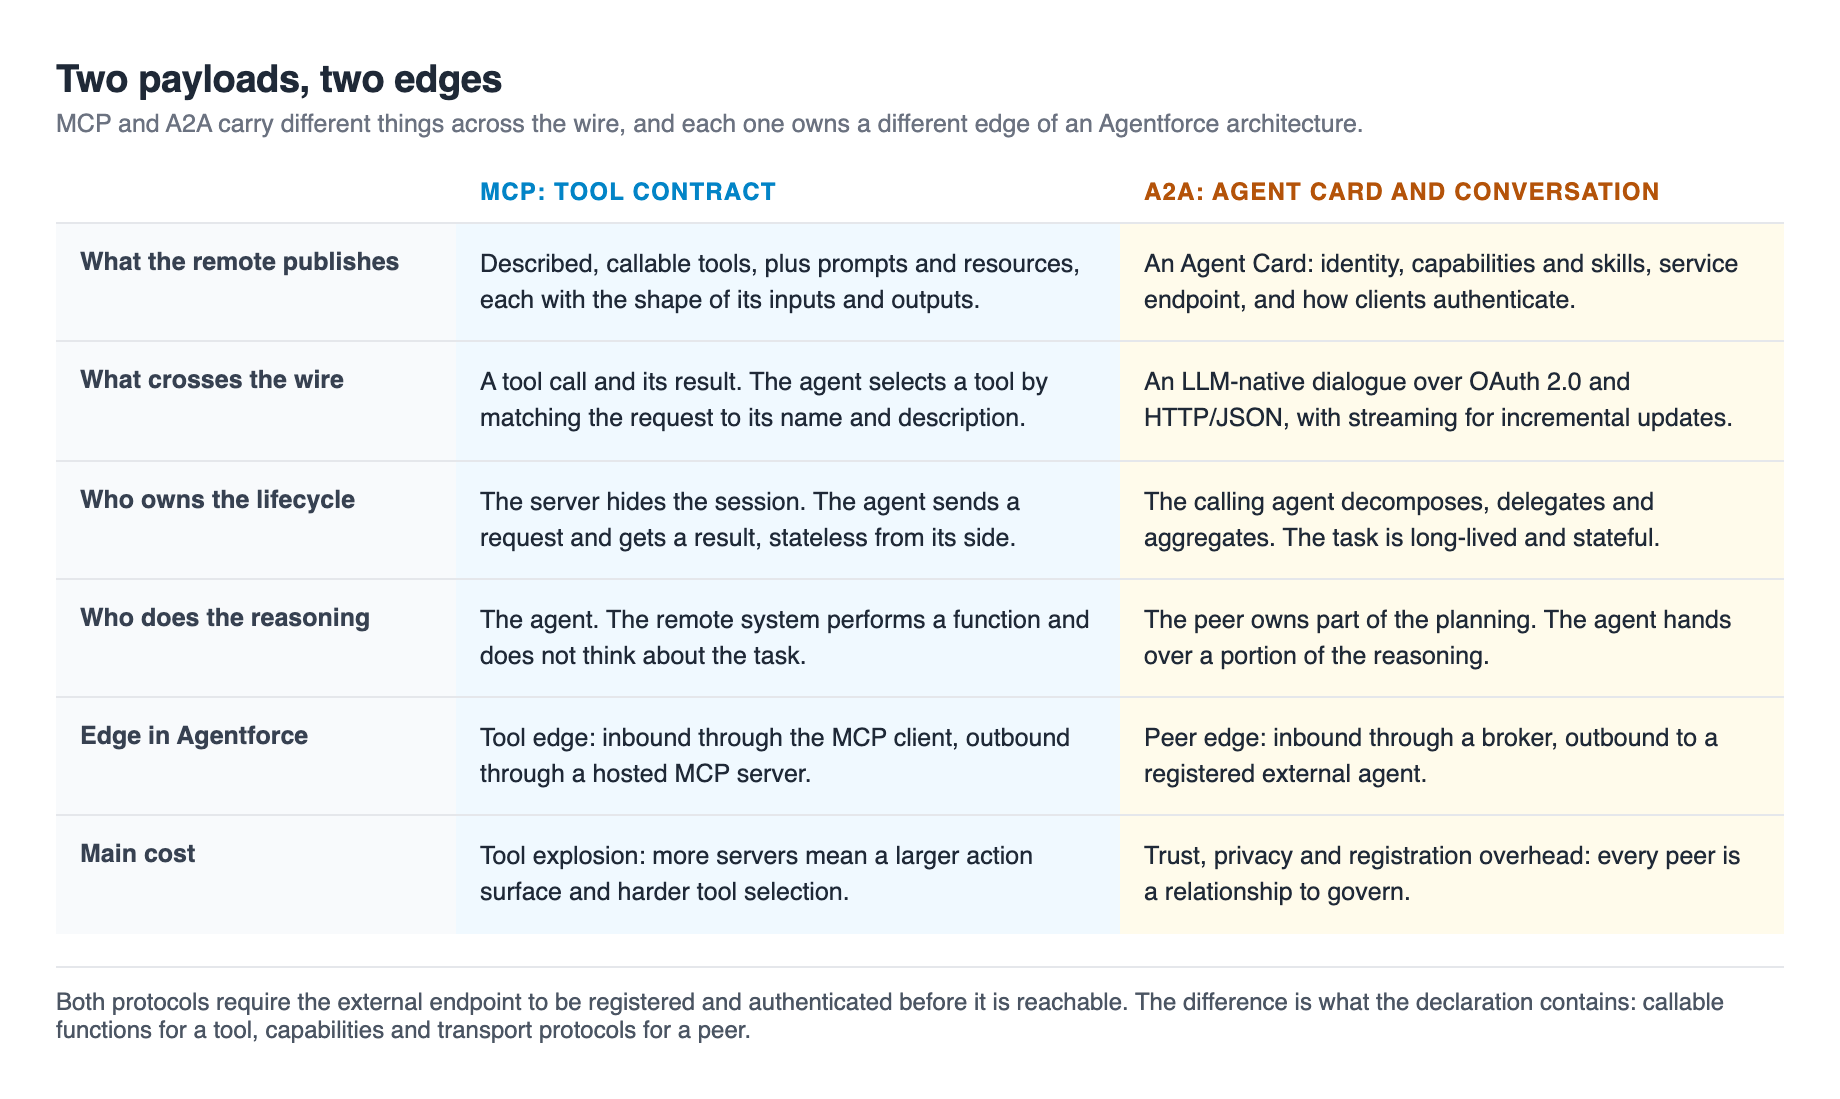 Two payloads, two edges
MCP and A2A carry different things across the wire, and each one owns a different edge of an Agentforce architecture.
MCP: TOOL CONTRACT
A2A: AGENT CARD AND CONVERSATION
What the remote publishes
Described, callable tools, plus prompts and resources,
each with the shape of its inputs and outputs.
An Agent Card: identity, capabilities and skills, service
endpoint, and how clients authenticate.
What crosses the wire
A tool call and its result. The agent selects a tool by
matching the request to its name and description.
An LLM-native dialogue over OAuth 2.0 and
HTTP/JSON, with streaming for incremental updates.
Who owns the lifecycle
The server hides the session. The agent sends a
request and gets a result, stateless from its side.
The calling agent decomposes, delegates and
aggregates. The task is long-lived and stateful.
Who does the reasoning
The agent. The remote system performs a function and
does not think about the task.
The peer owns part of the planning. The agent hands
over a portion of the reasoning.
Edge in Agentforce
Tool edge: inbound through the MCP client, outbound
through a hosted MCP server.
Peer edge: inbound through a broker, outbound to a
registered external agent.
Main cost
Tool explosion: more servers mean a larger action
surface and harder tool selection.
Trust, privacy and registration overhead: every peer is
a relationship to govern.
Both protocols require the external endpoint to be registered and authenticated before it is reachable. The difference is what the declaration contains: callable
functions for a tool, capabilities and transport protocols for a peer.